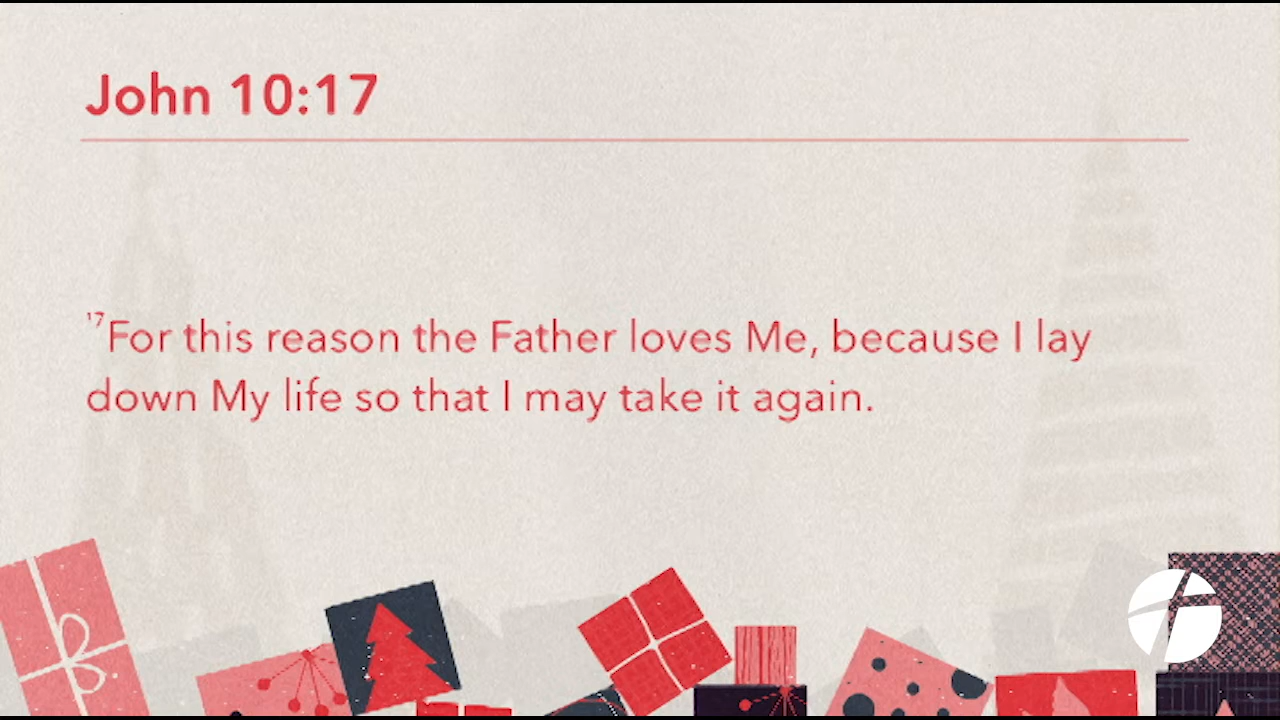 John 10:17
17For this reason the Father loves Me, because I lay
down My life so that I may take it again.